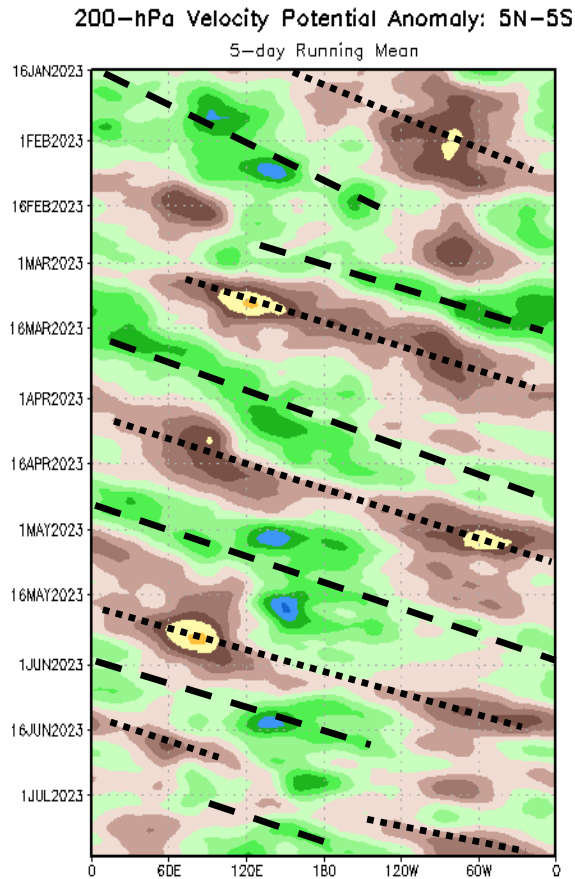 200-hPa Velocity Potential Anomaly: 5N-5S
5-day Running Mean
16JAN2023
1FEB2023
16FEB2023
1MAR2023
16MAR2023
1APR2023
16APR2023
1MAY2023
16MAY2023
1JUN2023
16JUN2023
1JUL2023
0 60E 120E 180 120W 60W 0